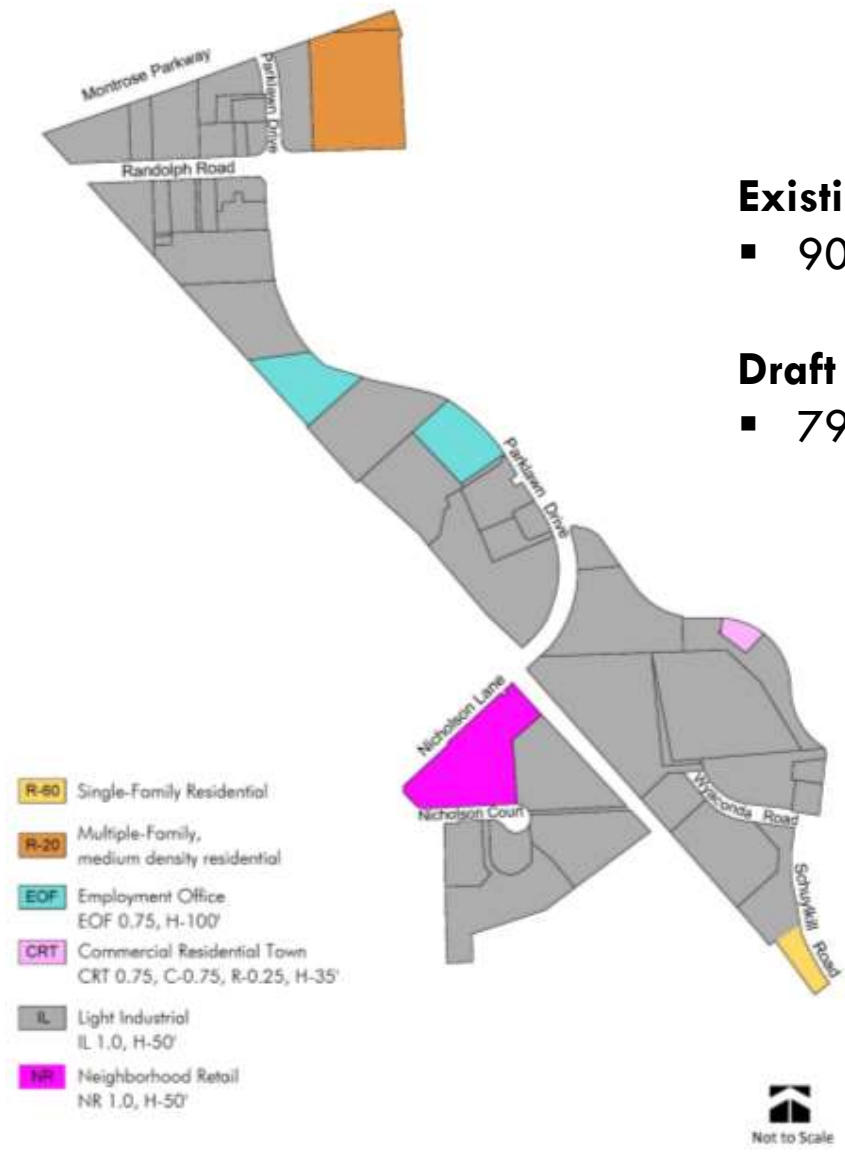 Montrose Parkway
Parklawn Drive
Randolph Road
Existi
▪ 90
Draft
▪ 79
Parklawn Drive
Nicholson Lane
Nicholson Court
Wyaconda Road
Schuylkill Road
R-60 Single-Family Residential
R-20 Multiple-Family,
medium density residential
EOF Employment Office
EOF 0.75, H-100'
CRT Commercial Residential Town
CRT 0.75, C-0.75, R-0.25, H-35'
IL Light Industrial
IL 1.0, H-50'
NR Neighborhood Retail
NR 1.0, H-50'
Not to Scale